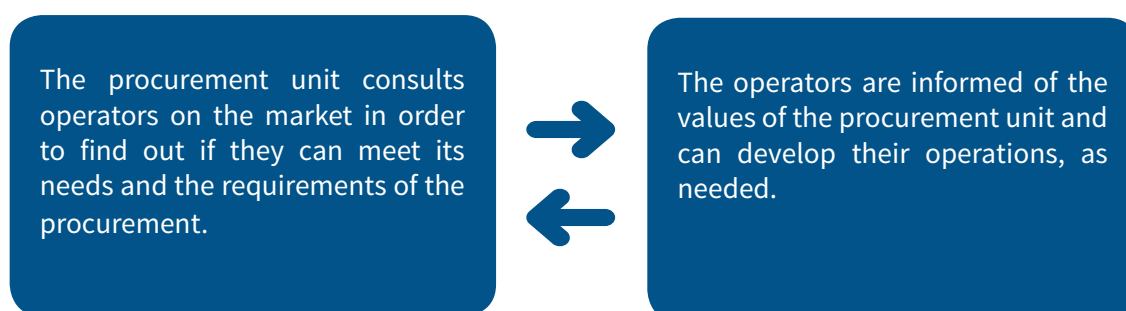 The procurement unit consults
operators on the market in order
to find out if they can meet its
needs and the requirements of the
procurement.
The operators are informed of the
values of the procurement unit and
can develop their operations, as
needed.